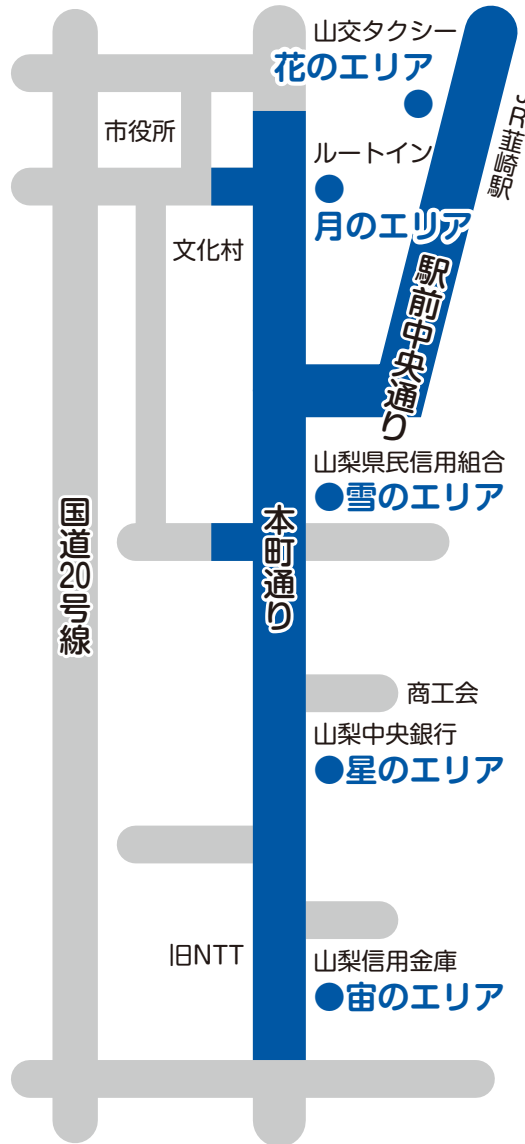 山交タクシー
花のエリア
JR韮崎駅
市役所
ルートイン
月のエリア
文化村
駅前中央通り
山梨県民信用組合
●雪のエリア
国道20号線
本町通り
商工会
山梨中央銀行
●星のエリア
旧NTT
山梨信用金庫
●宙のエリア